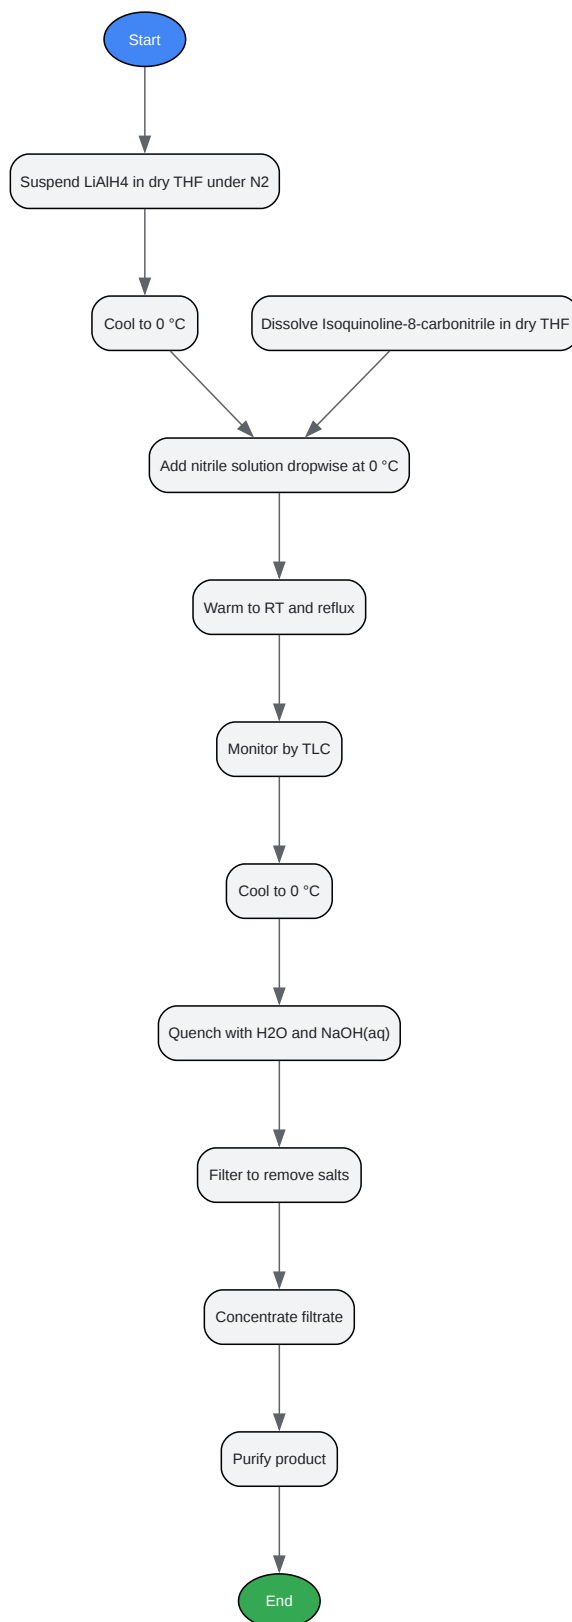 Start
Suspend LiAlH4 in dry THF under N2
Cool to 0 °C
Dissolve Isoquinoline-8-carbonitrile in dry THF
Add nitrile solution dropwise at 0 °C
Warm to RT and reflux
Monitor by TLC
Cool to 0 °C
Quench with H2O and NaOH(aq)
Filter to remove salts
Concentrate filtrate
Purify product
End